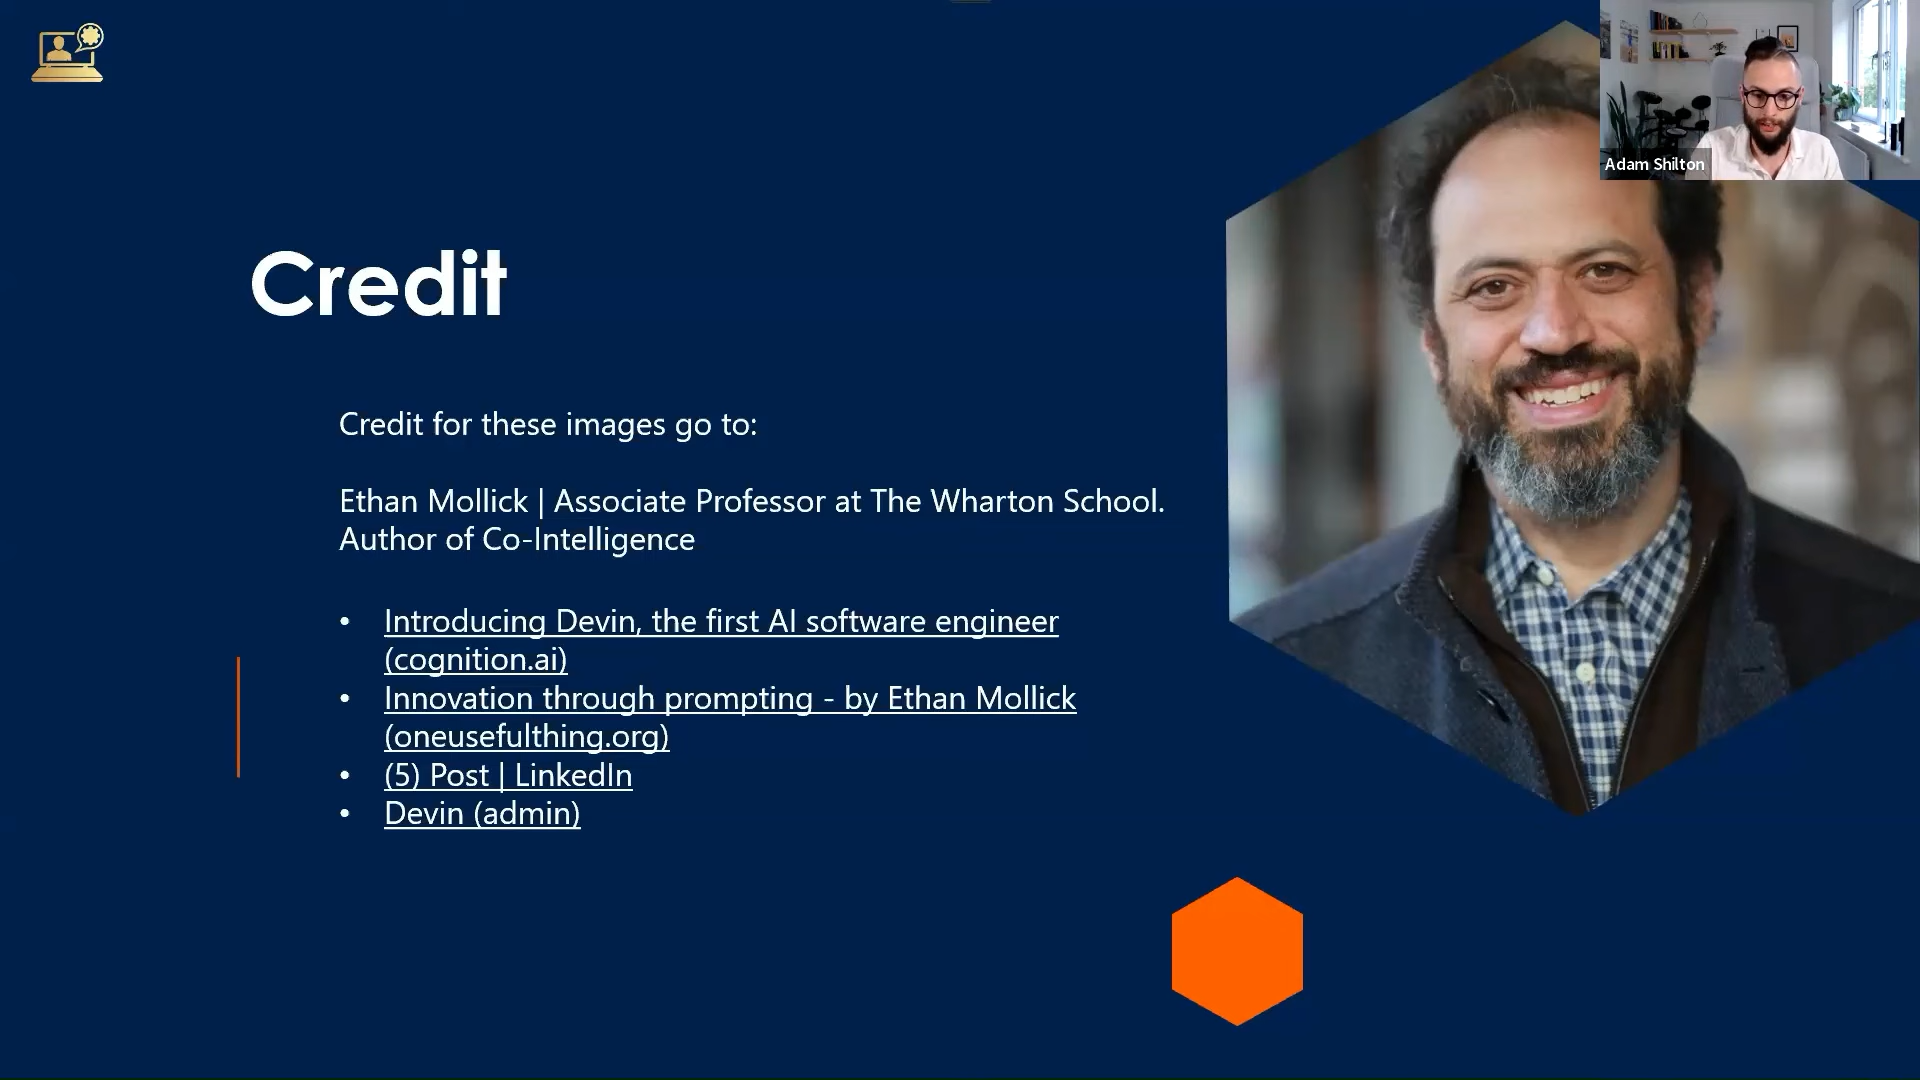 Adam Shilton
Credit
Credit for these images go to:
Ethan Mollick | Associate Professor at The Wharton School.
Author of Co-Intelligence
• Introducing Devin, the first AI software engineer
(cognition.ai)
• Innovation through prompting - by Ethan Mollick
(oneusefulthing.org)
• (5) Post | LinkedIn
• Devin (admin)